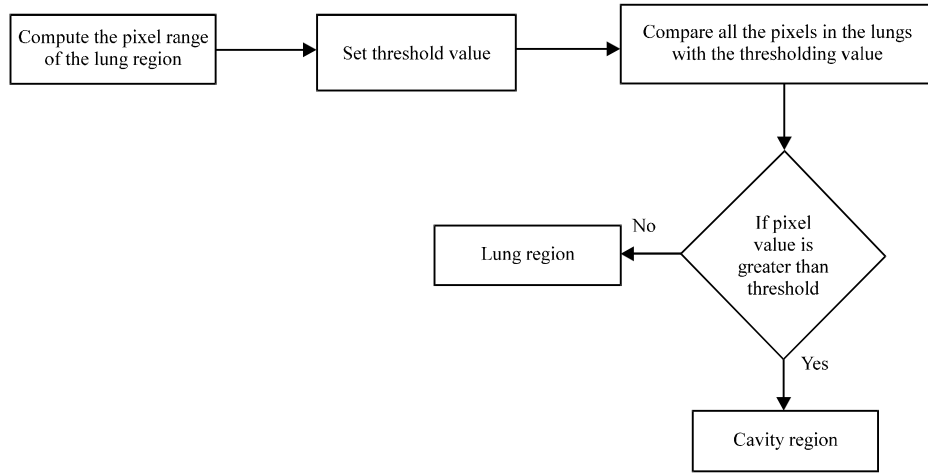 Compute the pixel range
of the lung region
Set threshold value
Compare all the pixels in the lungs
with the thresholding value
If pixel
value is
greater than
threshold
No
Lung region
Yes
Cavity region